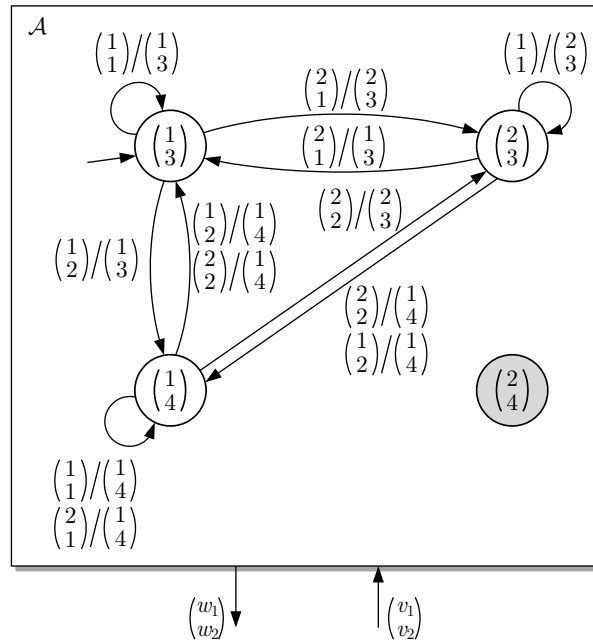 𝒜
(1 1)/(1 3)
(1 1)/(2 3)
(2 1)/(2 3)
(1 3)
(2 1)/(1 3)
(2 3)
(2 2)/(2 3)
(1 2)/(1 3)
(1 2)/(1 4)
(2 2)/(1 4)
(2 2)/(1 4)
(1 2)/(1 4)
(1 4)
(2 4)
(1 1)/(1 4)
(2 1)/(1 4)
(w₁ w₂)
(v₁ v₂)